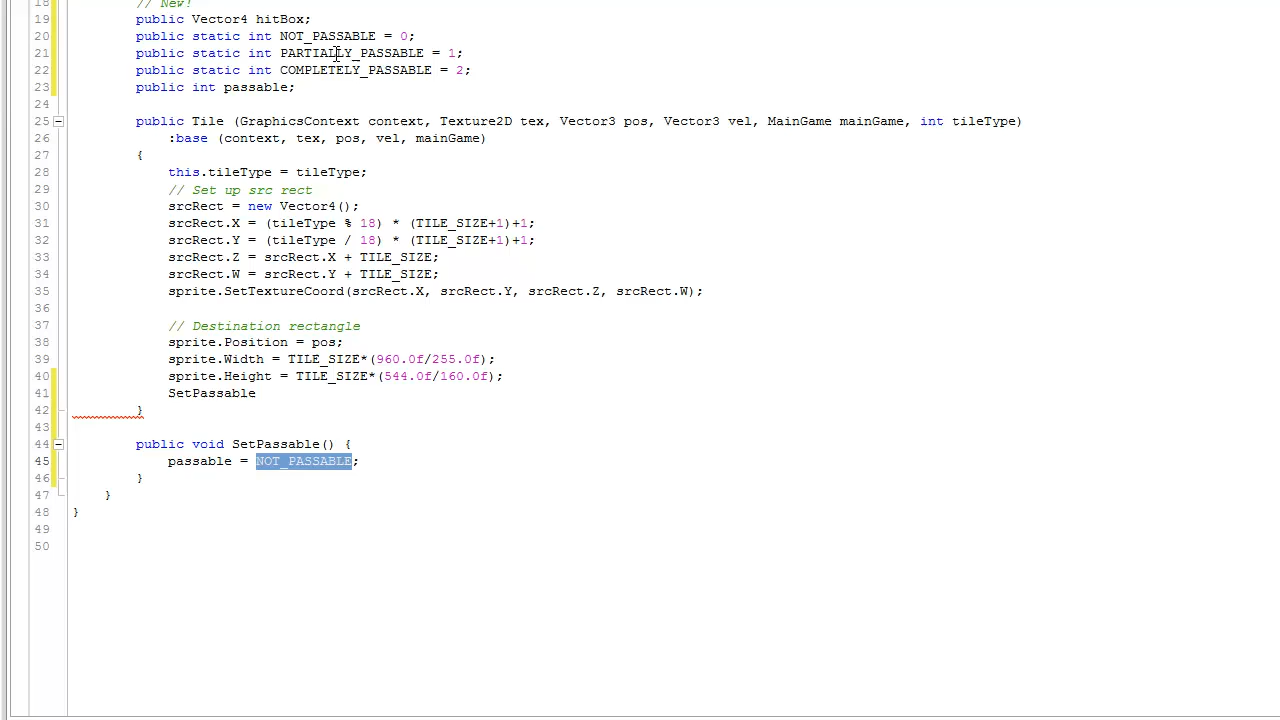 18 // New!
19 public Vector4 hitBox;
20 public static int NOT_PASSABLE = 0;
21 public static int PARTIALLY_PASSABLE = 1;
22 public static int COMPLETELY_PASSABLE = 2;
23 public int passable;
24
25 public Tile (GraphicsContext context, Texture2D tex, Vector3 pos, Vector3 vel, MainGame mainGame, int tileType)
26 :base (context, tex, pos, vel, mainGame)
27 {
28 this.tileType = tileType;
29 // Set up src rect
30 srcRect = new Vector4();
31 srcRect.X = (tileType % 18) * (TILE_SIZE+1)+1;
32 srcRect.Y = (tileType / 18) * (TILE_SIZE+1)+1;
33 srcRect.Z = srcRect.X + TILE_SIZE;
34 srcRect.W = srcRect.Y + TILE_SIZE;
35 sprite.SetTextureCoord(srcRect.X, srcRect.Y, srcRect.Z, srcRect.W);
36
37 // Destination rectangle
38 sprite.Position = pos;
39 sprite.Width = TILE_SIZE*(960.0f/255.0f);
40 sprite.Height = TILE_SIZE*(544.0f/160.0f);
41 SetPassable
42 }
43
44 public void SetPassable() {
45 passable = NOT_PASSABLE;
46 }
47 }
48 }
49
50